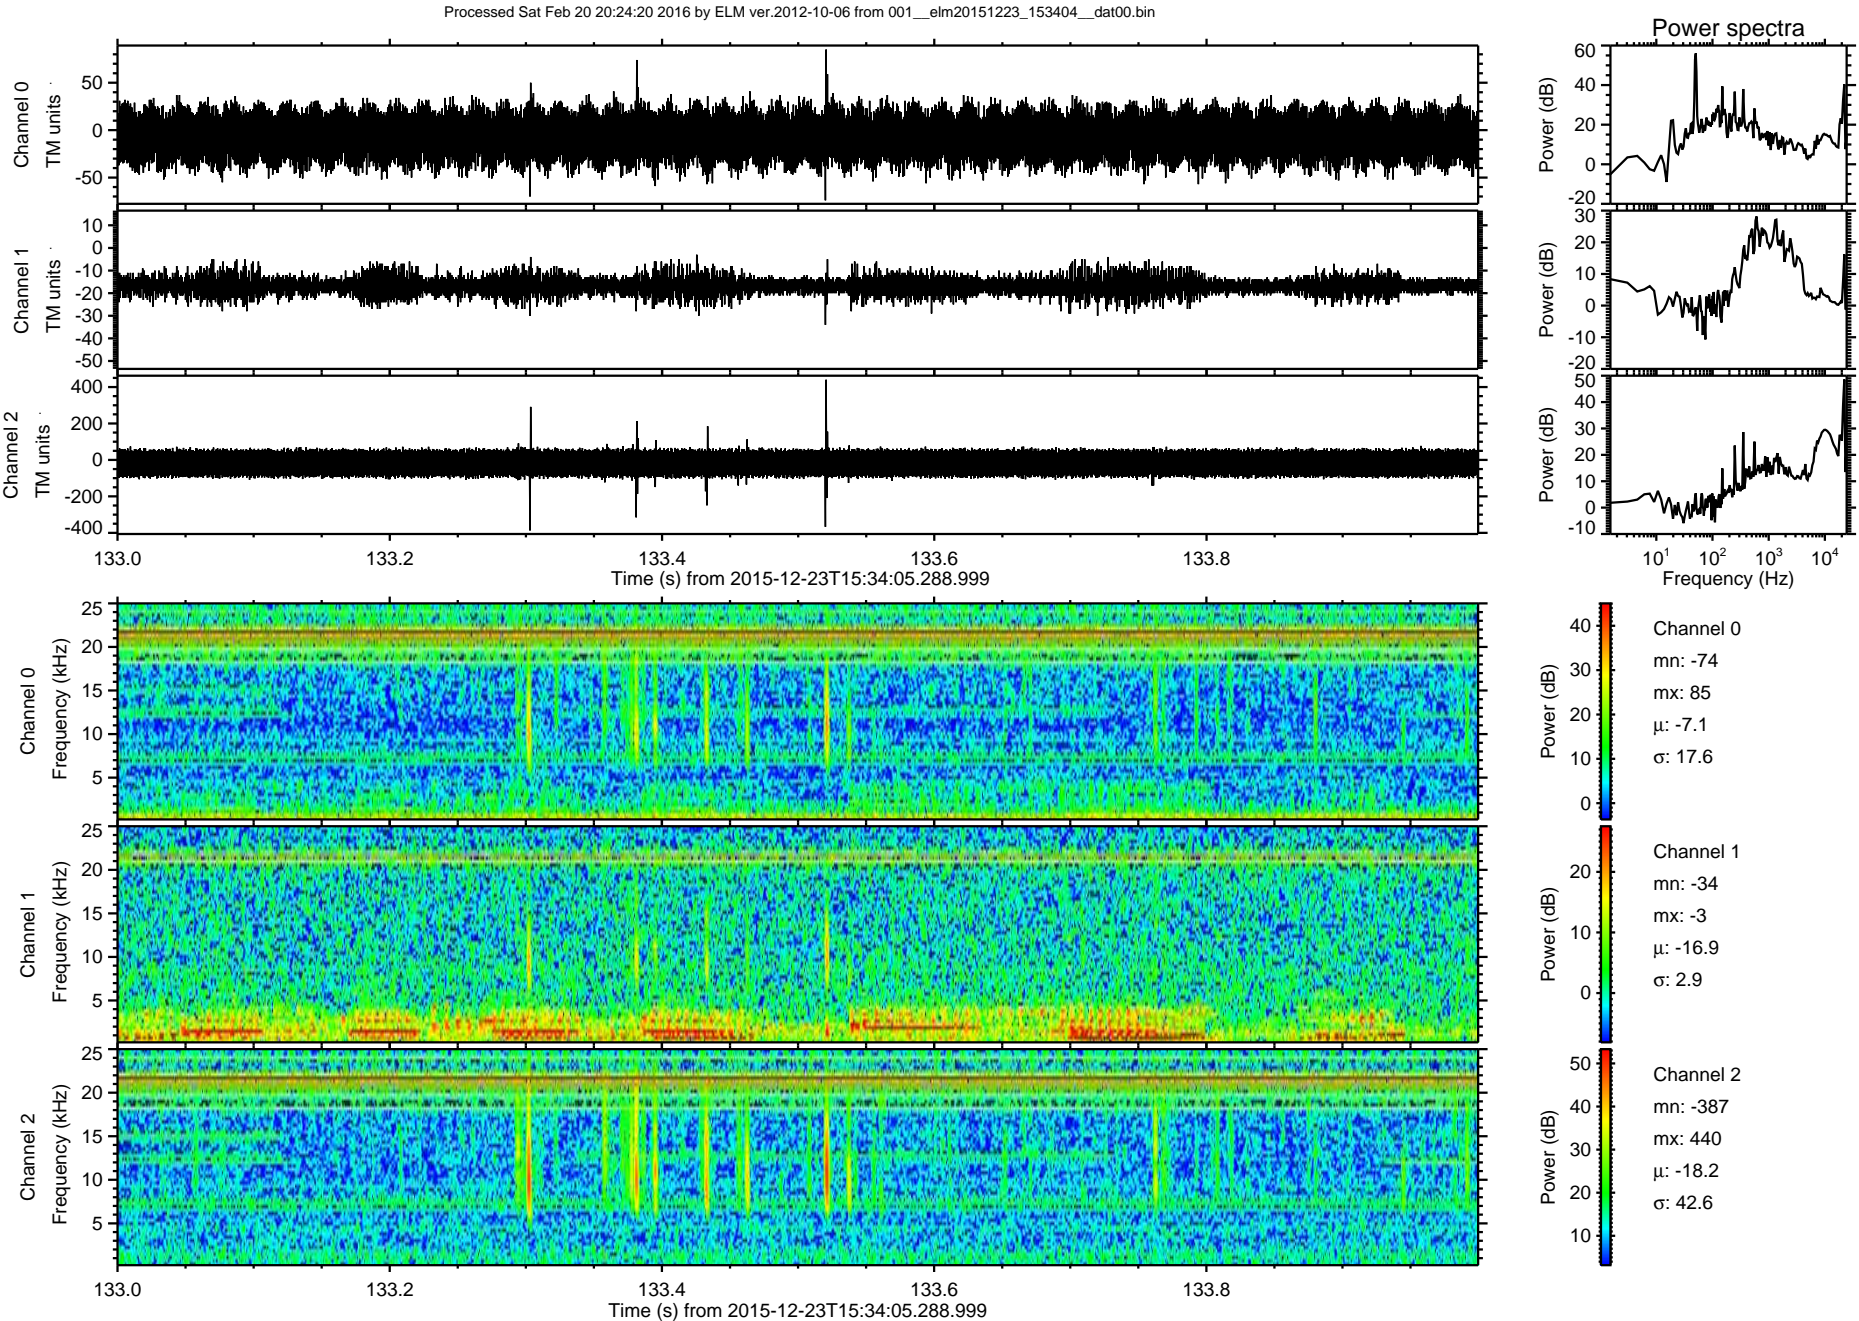 Processed Sat Feb 20 20:24:20 2016 by ELM ver.2012-10-06 from 001__elm20151223_153404__dat00.bin
Power spectra
Channel 0
TM units
50
0
-50
Power (dB)
60
40
20
0
-20
Channel 1
TM units
10
0
-10
-20
-30
-40
-50
Power (dB)
30
20
10
0
-10
-20
Channel 2
TM units
400
200
0
-200
-400
Power (dB)
50
40
30
20
10
0
-10
133.0 133.2 133.4 133.6 133.8
Time (s) from 2015-12-23T15:34:05.288.999
10¹ 10² 10³ 10⁴
Frequency (Hz)
Channel 0
Frequency (kHz)
25
20
15
10
5
Power (dB)
40
30
20
10
0
Channel 0
mn: -74
mx: 85
μ: -7.1
σ: 17.6
Channel 1
Frequency (kHz)
25
20
15
10
5
Power (dB)
20
10
0
Channel 1
mn: -34
mx: -3
μ: -16.9
σ: 2.9
Channel 2
Frequency (kHz)
25
20
15
10
5
Power (dB)
50
40
30
20
10
Channel 2
mn: -387
mx: 440
μ: -18.2
σ: 42.6
133.0 133.2 133.4 133.6 133.8
Time (s) from 2015-12-23T15:34:05.288.999